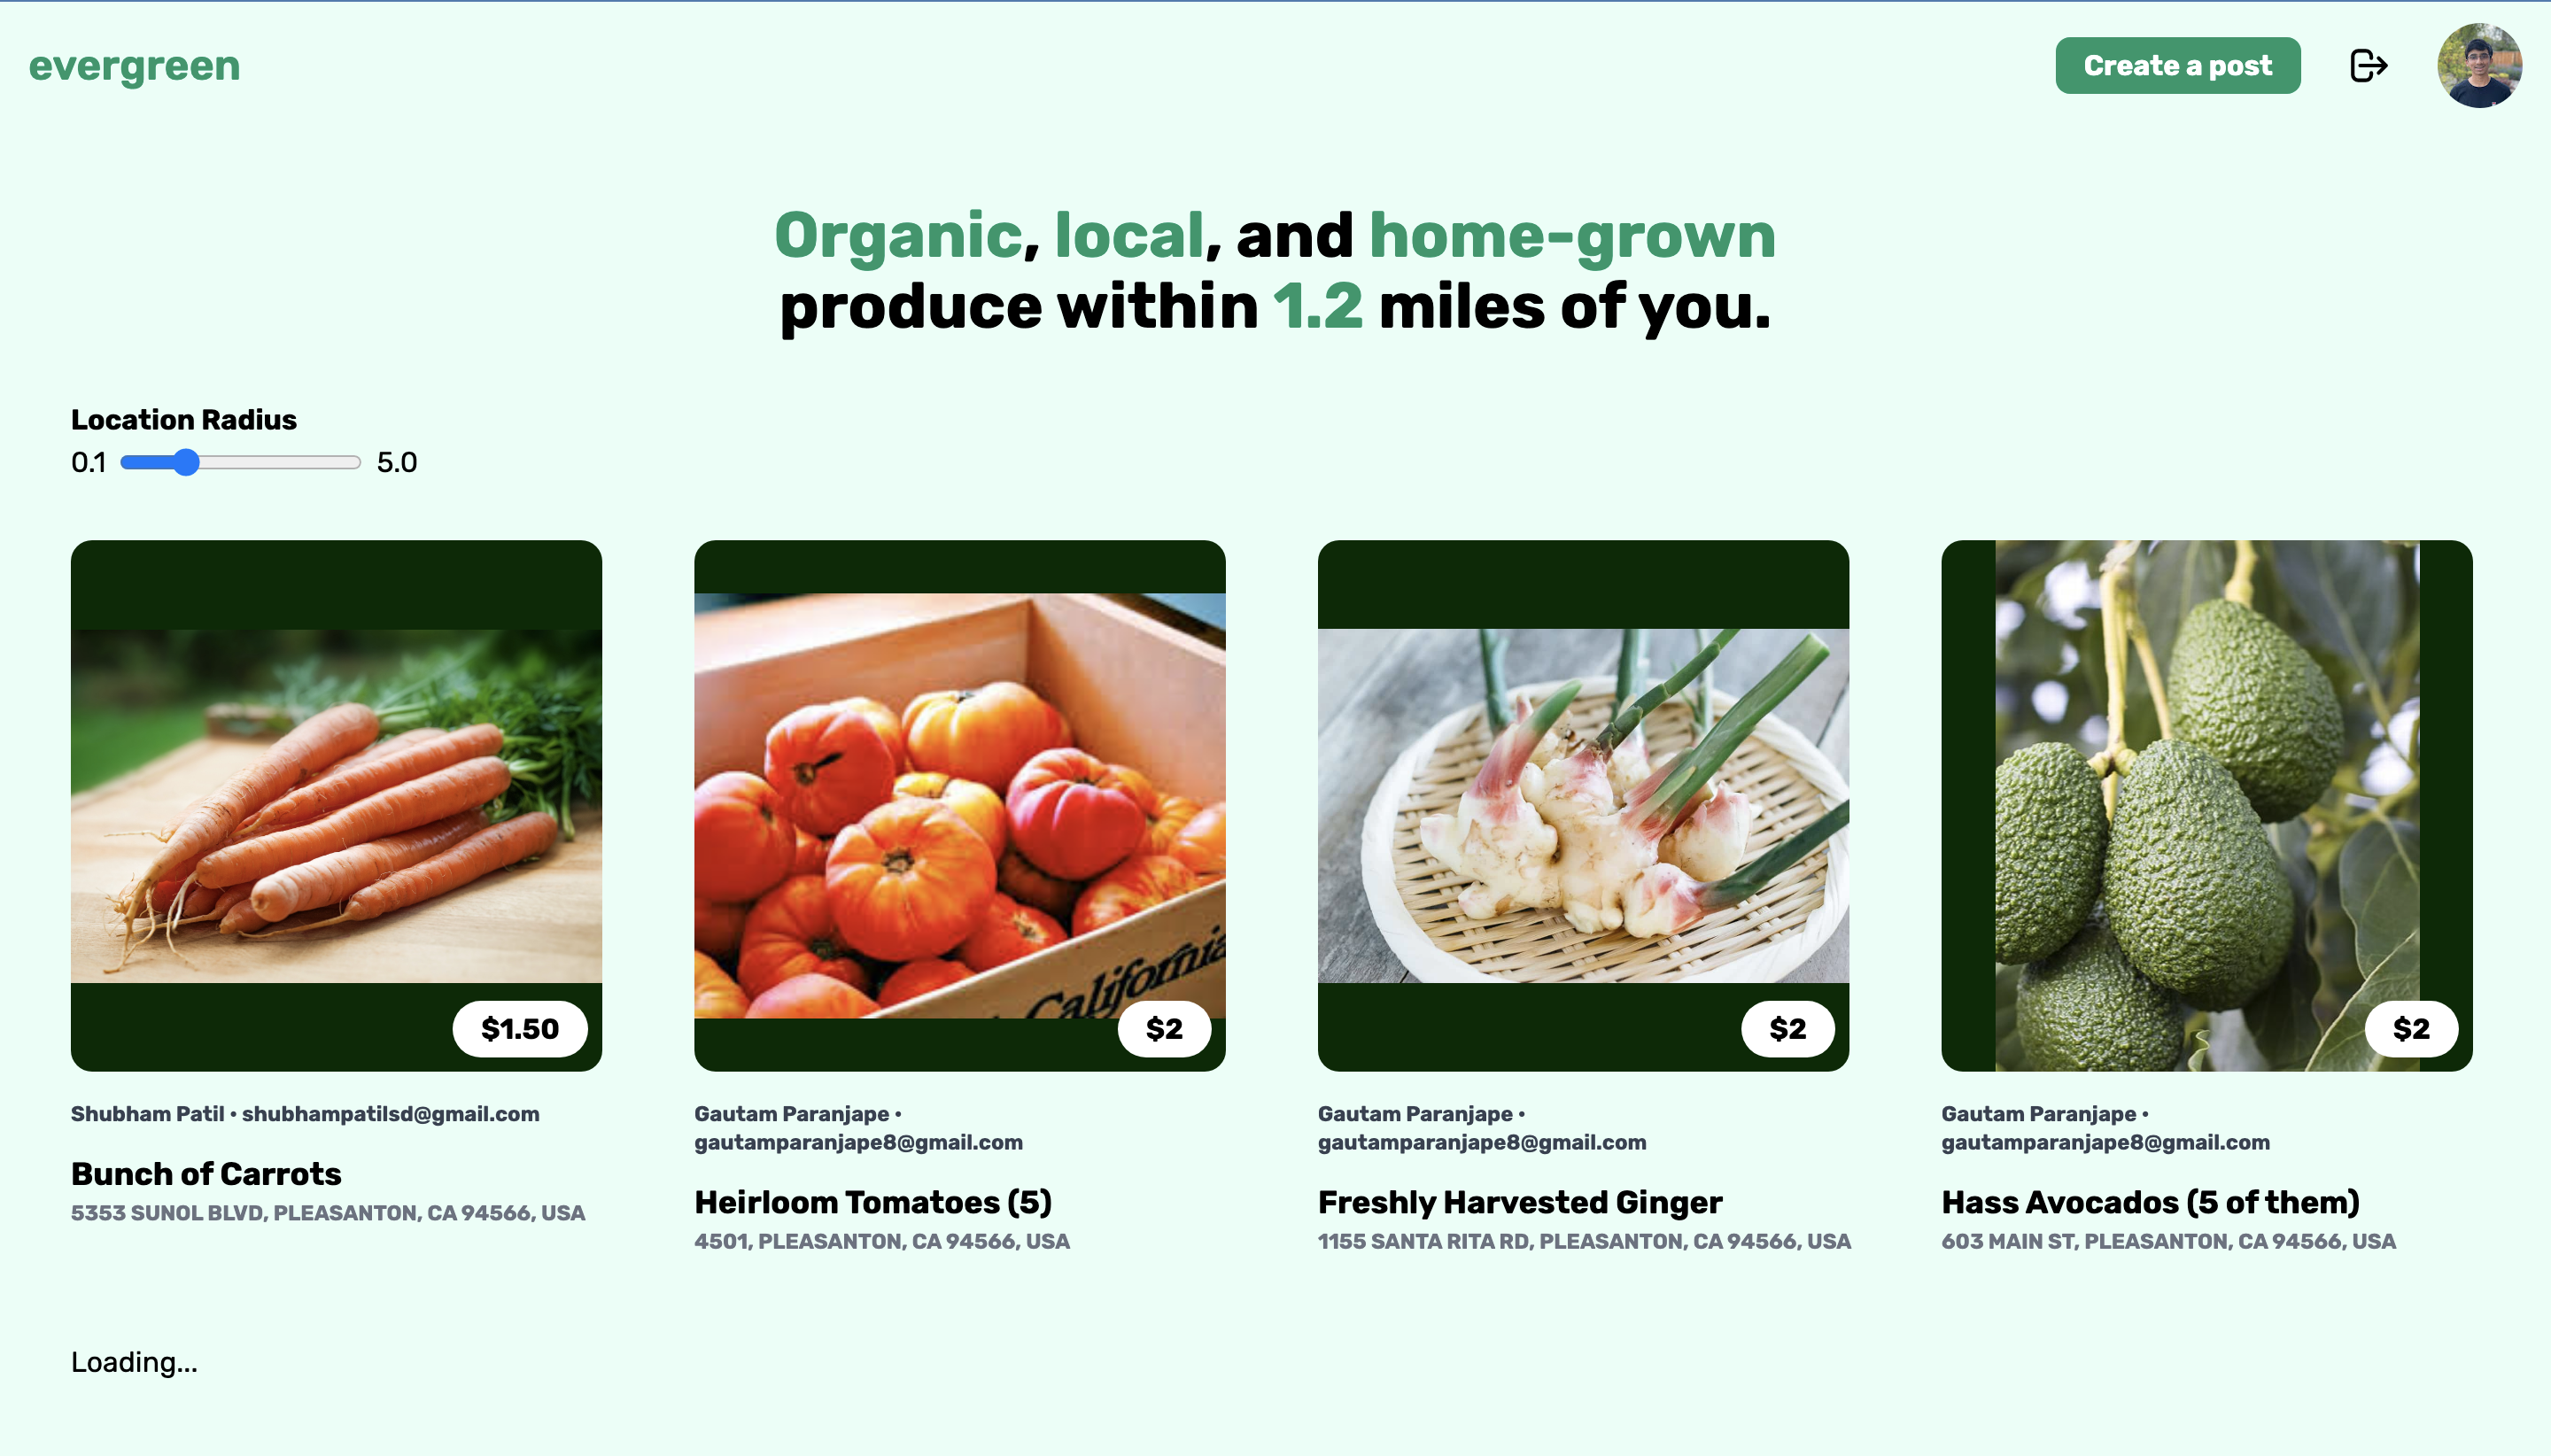 evergreen
Create a post
Organic, local, and home-grown
produce within 1.2 miles of you.
Location Radius
0.1 5.0
California
$1.50
$2
$2
$2
Shubham Patil • shubhampatilsd@gmail.com
Bunch of Carrots
5353 SUNOL BLVD, PLEASANTON, CA 94566, USA
Gautam Paranjape •
gautamparanjape8@gmail.com
Heirloom Tomatoes (5)
4501, PLEASANTON, CA 94566, USA
Gautam Paranjape •
gautamparanjape8@gmail.com
Freshly Harvested Ginger
1155 SANTA RITA RD, PLEASANTON, CA 94566, USA
Gautam Paranjape •
gautamparanjape8@gmail.com
Hass Avocados (5 of them)
603 MAIN ST, PLEASANTON, CA 94566, USA
Loading...